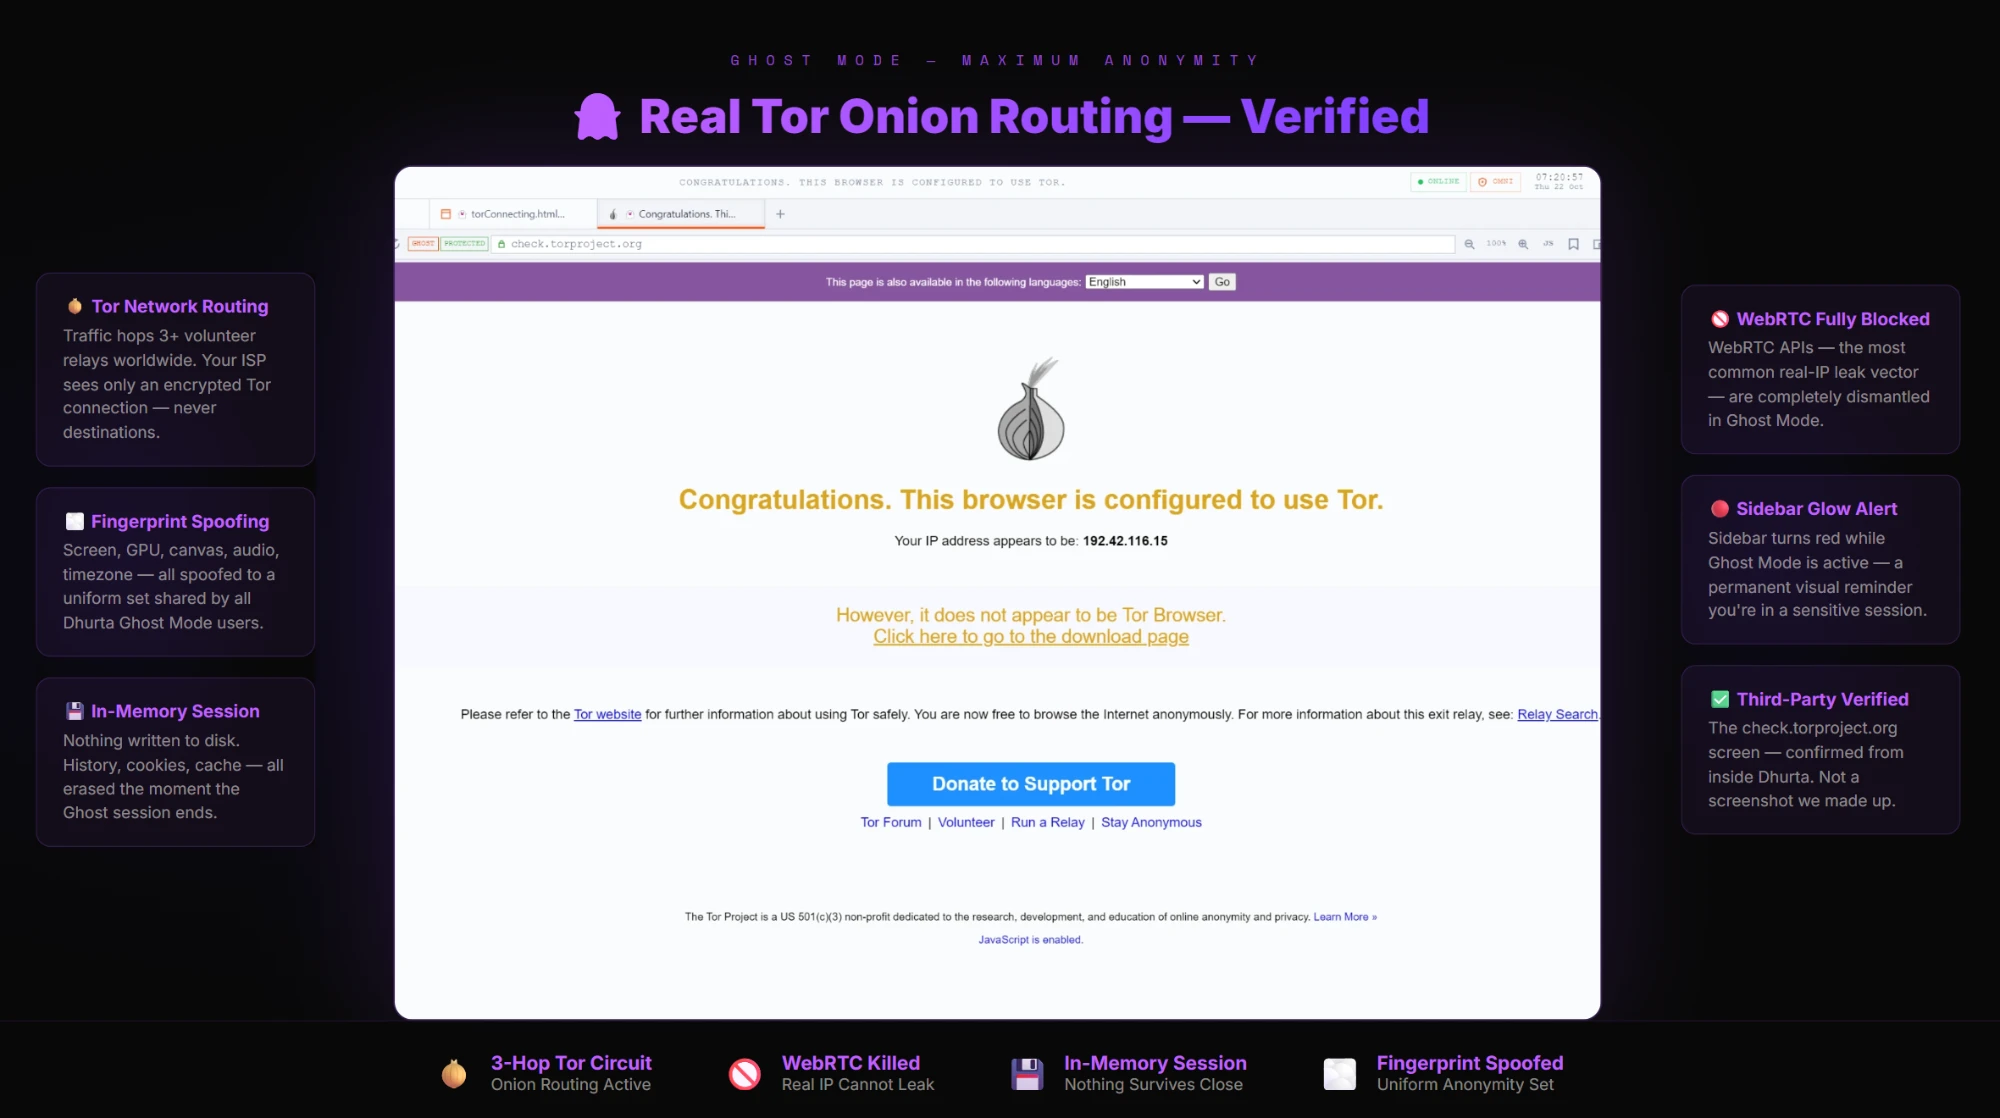 GHOST MODE — MAXIMUM ANONYMITY
Real Tor Onion Routing — Verified
CONGRATULATIONS. THIS BROWSER IS CONFIGURED TO USE TOR.
ONLINE
OMNI
07:20:57
Thu 22 Oct
torConnecting.html...
Congratulations. Thi...
+
GHOST
PROTECTED
check.torproject.org
100%
JS
This page is also available in the following languages:
English
Go
Congratulations. This browser is configured to use Tor.
Your IP address appears to be: 192.42.116.15
However, it does not appear to be Tor Browser.
Click here to go to the download page
Please refer to the Tor website for further information about using Tor safely. You are now free to browse the Internet anonymously. For more information about this exit relay, see: Relay Search.
Donate to Support Tor
Tor Forum | Volunteer | Run a Relay | Stay Anonymous
The Tor Project is a US 501(c)(3) non-profit dedicated to the research, development, and education of online anonymity and privacy. Learn More »
JavaScript is enabled.
Tor Network Routing
Traffic hops 3+ volunteer
relays worldwide. Your ISP
sees only an encrypted Tor
connection — never
destinations.
Fingerprint Spoofing
Screen, GPU, canvas, audio,
timezone — all spoofed to a
uniform set shared by all
Dhurta Ghost Mode users.
In-Memory Session
Nothing written to disk.
History, cookies, cache — all
erased the moment the
Ghost session ends.
WebRTC Fully Blocked
WebRTC APIs — the most
common real-IP leak vector
— are completely dismantled
in Ghost Mode.
Sidebar Glow Alert
Sidebar turns red while
Ghost Mode is active — a
permanent visual reminder
you're in a sensitive session.
Third-Party Verified
The check.torproject.org
screen — confirmed from
inside Dhurta. Not a
screenshot we made up.
3-Hop Tor Circuit
Onion Routing Active
WebRTC Killed
Real IP Cannot Leak
In-Memory Session
Nothing Survives Close
Fingerprint Spoofed
Uniform Anonymity Set